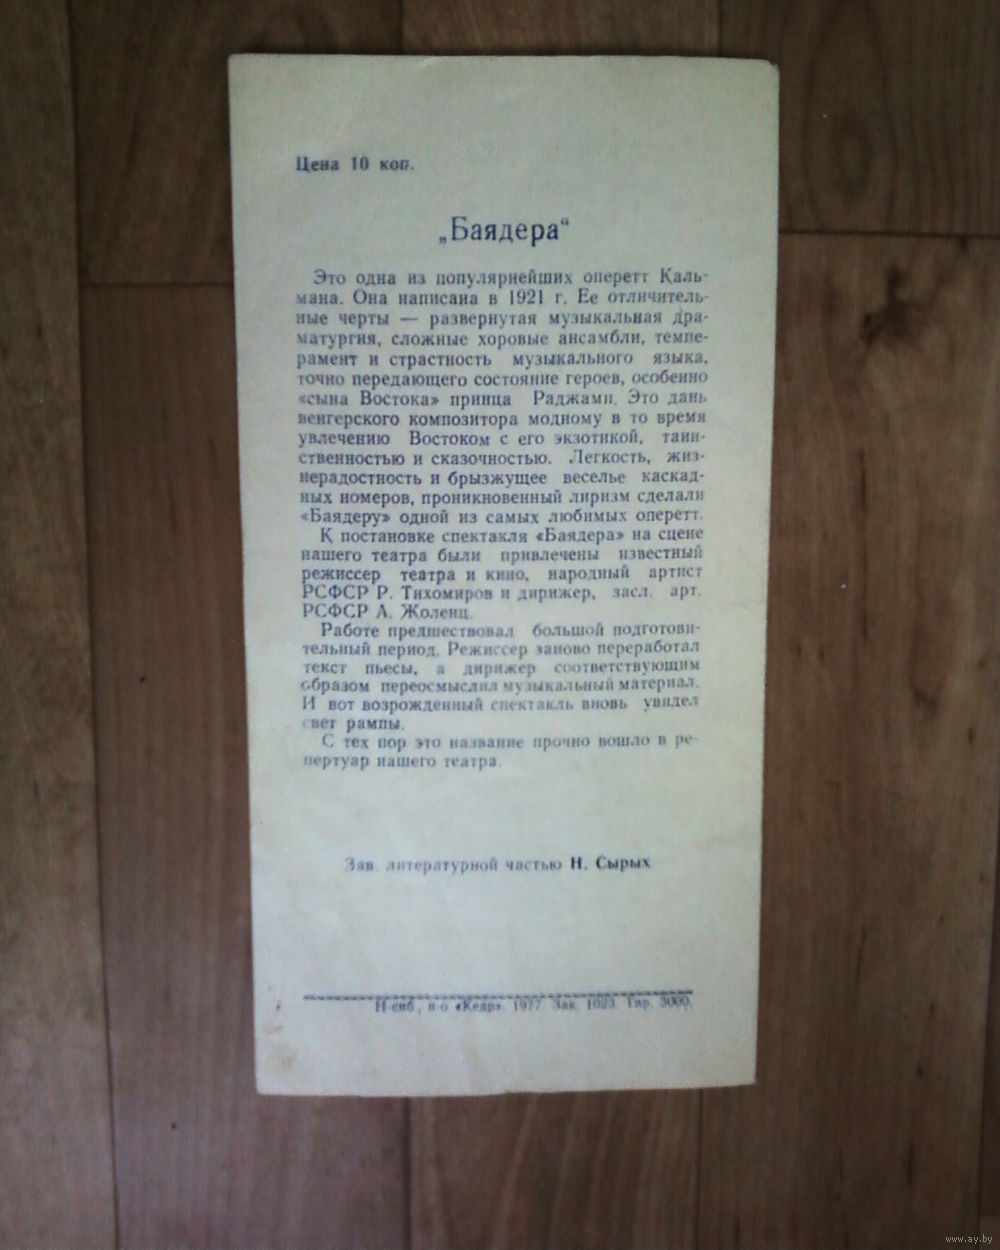 Цена 10 коп.
„Баядера“
Это одна из популярнейших оперетт Каль-
мана. Она написана в 1921 г. Ее отличитель-
ные черты — развернутая музыкальная дра-
матургия, сложные хоровые ансамбли, темпе-
рамент и страстность музыкального языка,
точно передающего состояние героев, особенно
«сына Востока» принца Раджами. Это дань
венгерского композитора модному в то время
увлечению Востоком с его экзотикой, таин-
ственностью и сказочностью. Легкость, жиз-
нерадостность и брызжущее веселье каскад-
ных номеров, проникновенный лиризм сделали
«Баядеру» одной из самых любимых оперетт.
К постановке спектакля «Баядера» на сцене
нашего театра были привлечены известный
режиссер театра и кино, народный артист
РСФСР Р. Тихомиров и дирижер, засл. арт.
РСФСР А. Жоленц.
Работе предшествовал большой подготови-
тельный период. Режиссер заново переработал
текст пьесы, а дирижер соответствующим
образом переосмыслил музыкальный материал.
И вот возрожденный спектакль вновь увидел
свет рампы.
С тех пор это название прочно вошло в ре-
пертуар нашего театра.
Зав. литературной частью Н. Сырых
Н-сиб., п-о «Кедр». 1977. Зак. 1023. Тир. 3000.
www.ay.by